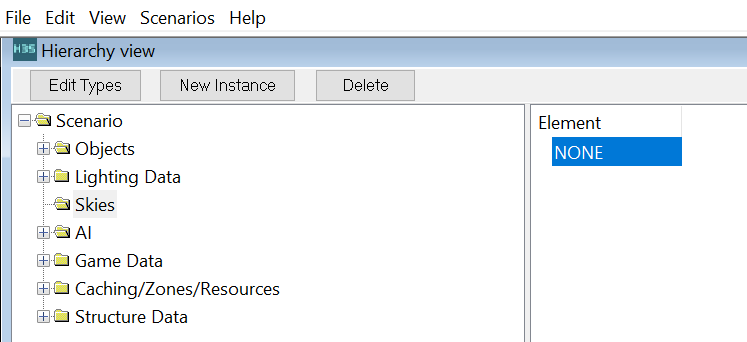 File Edit View Scenarios Help
H3S Hierarchy view
Edit Types New Instance Delete
Scenario
Objects
Lighting Data
Skies
AI
Game Data
Caching/Zones/Resources
Structure Data
Element
NONE